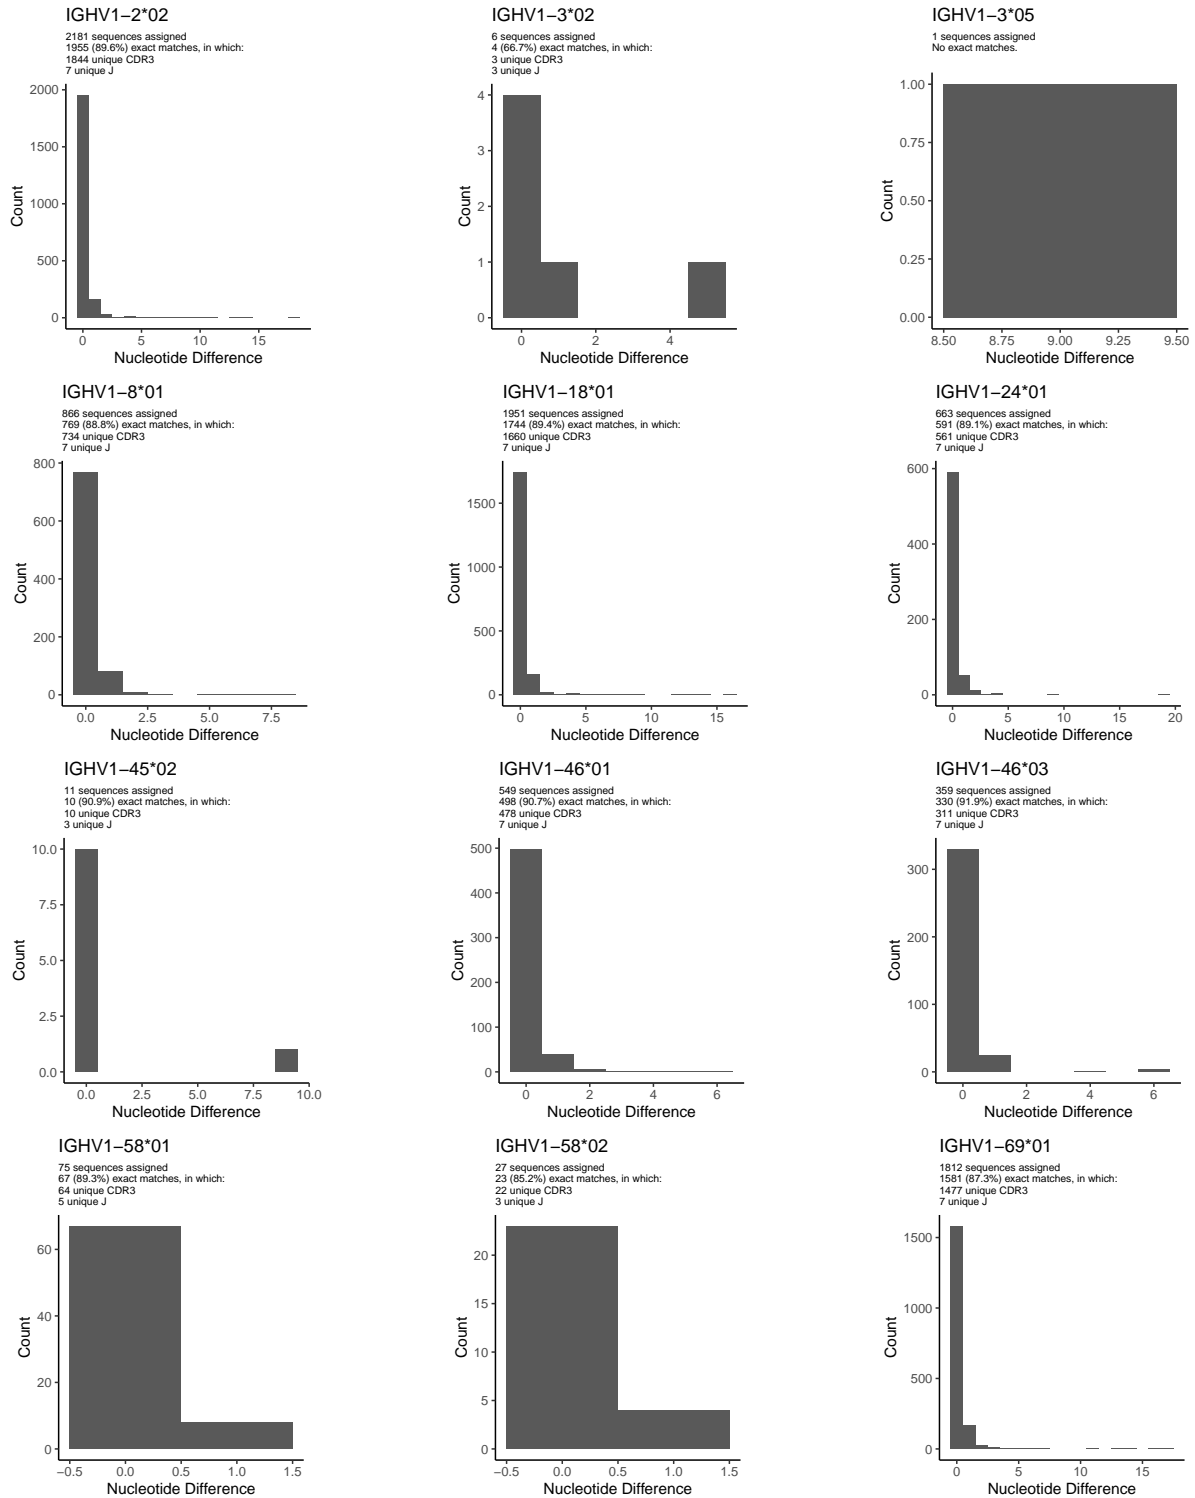 IGHV1−2*02
2181 sequences assigned
1955 (89.6%) exact matches, in which:
1844 unique CDR3
7 unique J
2000
1500
1000
500
0
Count
0 5 10 15
Nucleotide Difference
IGHV1−3*02
6 sequences assigned
4 (66.7%) exact matches, in which:
3 unique CDR3
3 unique J
4
3
2
1
0
Count
0 2 4
Nucleotide Difference
IGHV1−3*05
1 sequences assigned
No exact matches.
1.00
0.75
0.50
0.25
0.00
Count
8.50 8.75 9.00 9.25 9.50
Nucleotide Difference
IGHV1−8*01
866 sequences assigned
769 (88.8%) exact matches, in which:
734 unique CDR3
7 unique J
800
600
400
200
0
Count
0.0 2.5 5.0 7.5
Nucleotide Difference
IGHV1−18*01
1951 sequences assigned
1744 (89.4%) exact matches, in which:
1660 unique CDR3
7 unique J
1500
1000
500
0
Count
0 5 10 15
Nucleotide Difference
IGHV1−24*01
663 sequences assigned
591 (89.1%) exact matches, in which:
561 unique CDR3
7 unique J
600
400
200
0
Count
0 5 10 15 20
Nucleotide Difference
IGHV1−45*02
11 sequences assigned
10 (90.9%) exact matches, in which:
10 unique CDR3
3 unique J
10.0
7.5
5.0
2.5
0.0
Count
0.0 2.5 5.0 7.5 10.0
Nucleotide Difference
IGHV1−46*01
549 sequences assigned
498 (90.7%) exact matches, in which:
478 unique CDR3
7 unique J
500
400
300
200
100
0
Count
0 2 4 6
Nucleotide Difference
IGHV1−46*03
359 sequences assigned
330 (91.9%) exact matches, in which:
311 unique CDR3
7 unique J
300
200
100
0
Count
0 2 4 6
Nucleotide Difference
IGHV1−58*01
75 sequences assigned
67 (89.3%) exact matches, in which:
64 unique CDR3
5 unique J
60
40
20
0
Count
−0.5 0.0 0.5 1.0 1.5
Nucleotide Difference
IGHV1−58*02
27 sequences assigned
23 (85.2%) exact matches, in which:
22 unique CDR3
3 unique J
20
15
10
5
0
Count
−0.5 0.0 0.5 1.0 1.5
Nucleotide Difference
IGHV1−69*01
1812 sequences assigned
1581 (87.3%) exact matches, in which:
1477 unique CDR3
7 unique J
1500
1000
500
0
Count
0 5 10 15
Nucleotide Difference